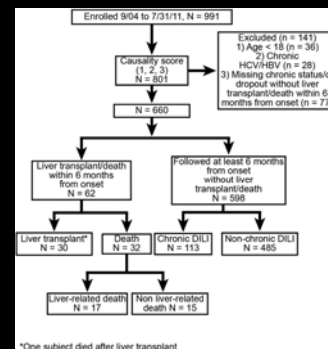 Enrolled 9/04 to 7/31/11, N = 991
Causality score
(1, 2, 3)
N = 801
Excluded (n = 141)
1) Age < 18 (n = 36)
2) Chronic
HCV/HBV (n = 28)
3) Missing chronic status/
dropout without liver
transplant/death within 6
months from onset (n = 77
N = 660
Liver transplant/death
within 6 months
from onset
N = 62
Followed at least 6 months
from onset
without liver
transplant/death
N = 598
Liver transplant*
N = 30
Death
N = 32
Chronic DILI
N = 113
Non-chronic DILI
N = 485
Liver-related death
N = 17
Non liver-related
death N = 15
*One subject died after liver transplant